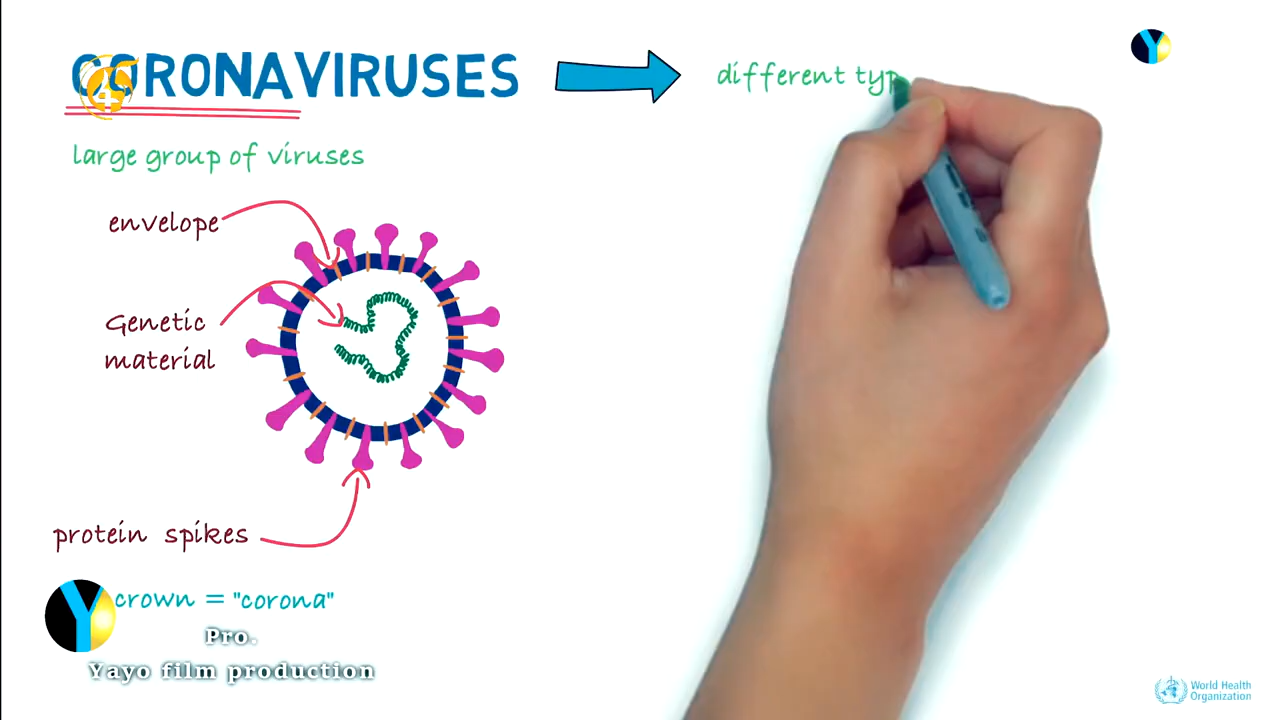 CORONAVIRUSES
different typ
large group of viruses
envelope
Genetic
material
protein spikes
crown = "corona"
Pro.
Yayo film production
Y
Y
4
World Health
Organization